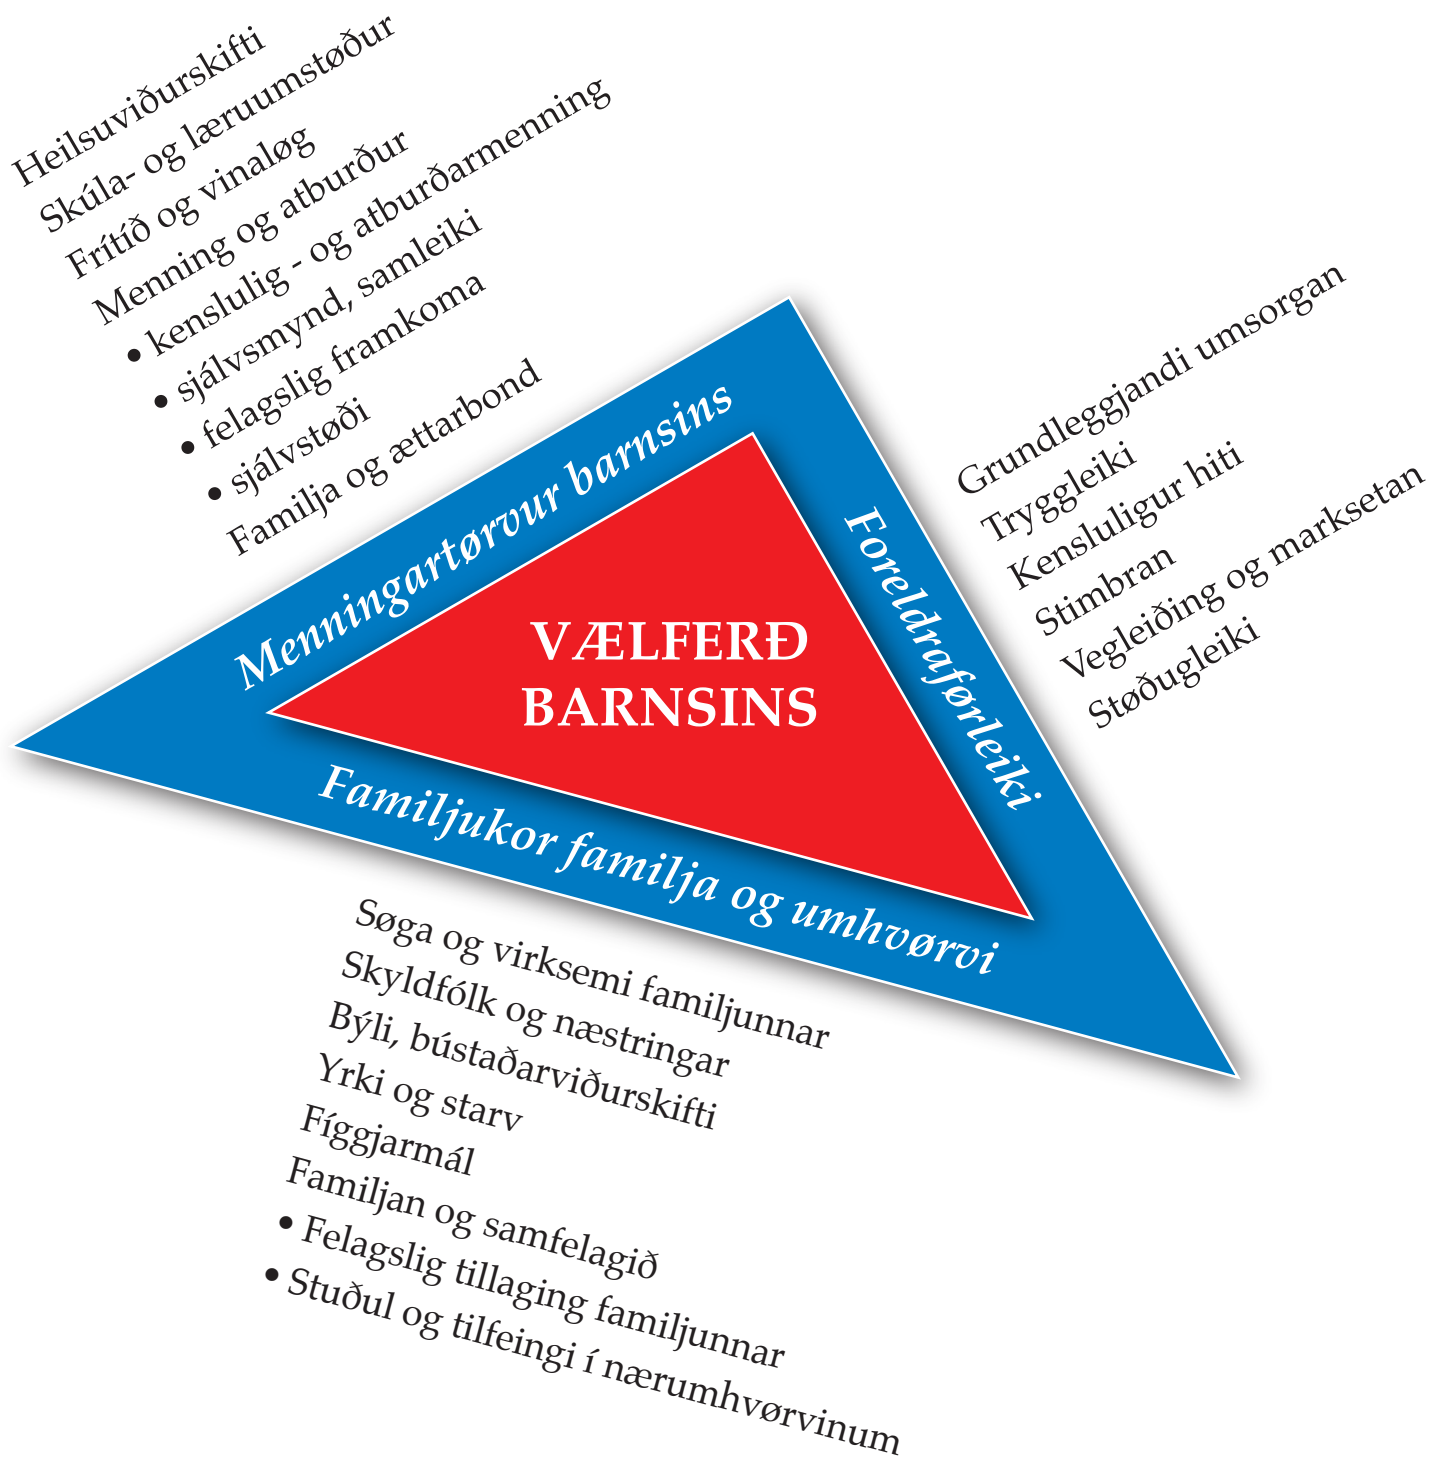 Heilsuviðurskifti
Skúla- og læruumstøður
Frítíð og vinaløg
Menning og atburður
• kenslulig - og atburðarmenning
• sjálvsmynd, samleiki
• felagslig framkoma
• sjálvstøði
Familja og ættarbond
Menningartørvur barnsins
Grundleggjandi umsorgan
Tryggleiki
Kensluligur hiti
Stimbran
Vegleiðing og marksetan
Støðugleiki
Foreldraførleiki
VÆLFERÐ
BARNSINS
Familjukor familja og umhvørvi
Søga og virksemi familjunnar
Skyldfólk og næstringar
Býli, bústaðarviðurskifti
Yrki og starv
Fíggjarmál
Familjan og samfelagið
• Felagslig tillaging familjunnar
• Stuðul og tilfeingi í nærumhvørvinum